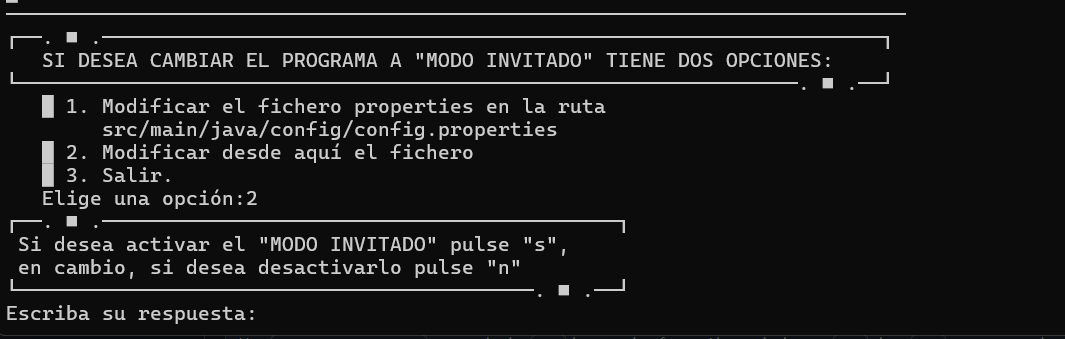 SI DESEA CAMBIAR EL PROGRAMA A "MODO INVITADO" TIENE DOS OPCIONES:
1. Modificar el fichero properties en la ruta
src/main/java/config/config.properties
2. Modificar desde aquí el fichero
3. Salir.
Elige una opción:2
Si desea activar el "MODO INVITADO" pulse "s",
en cambio, si desea desactivarlo pulse "n"
Escriba su respuesta: